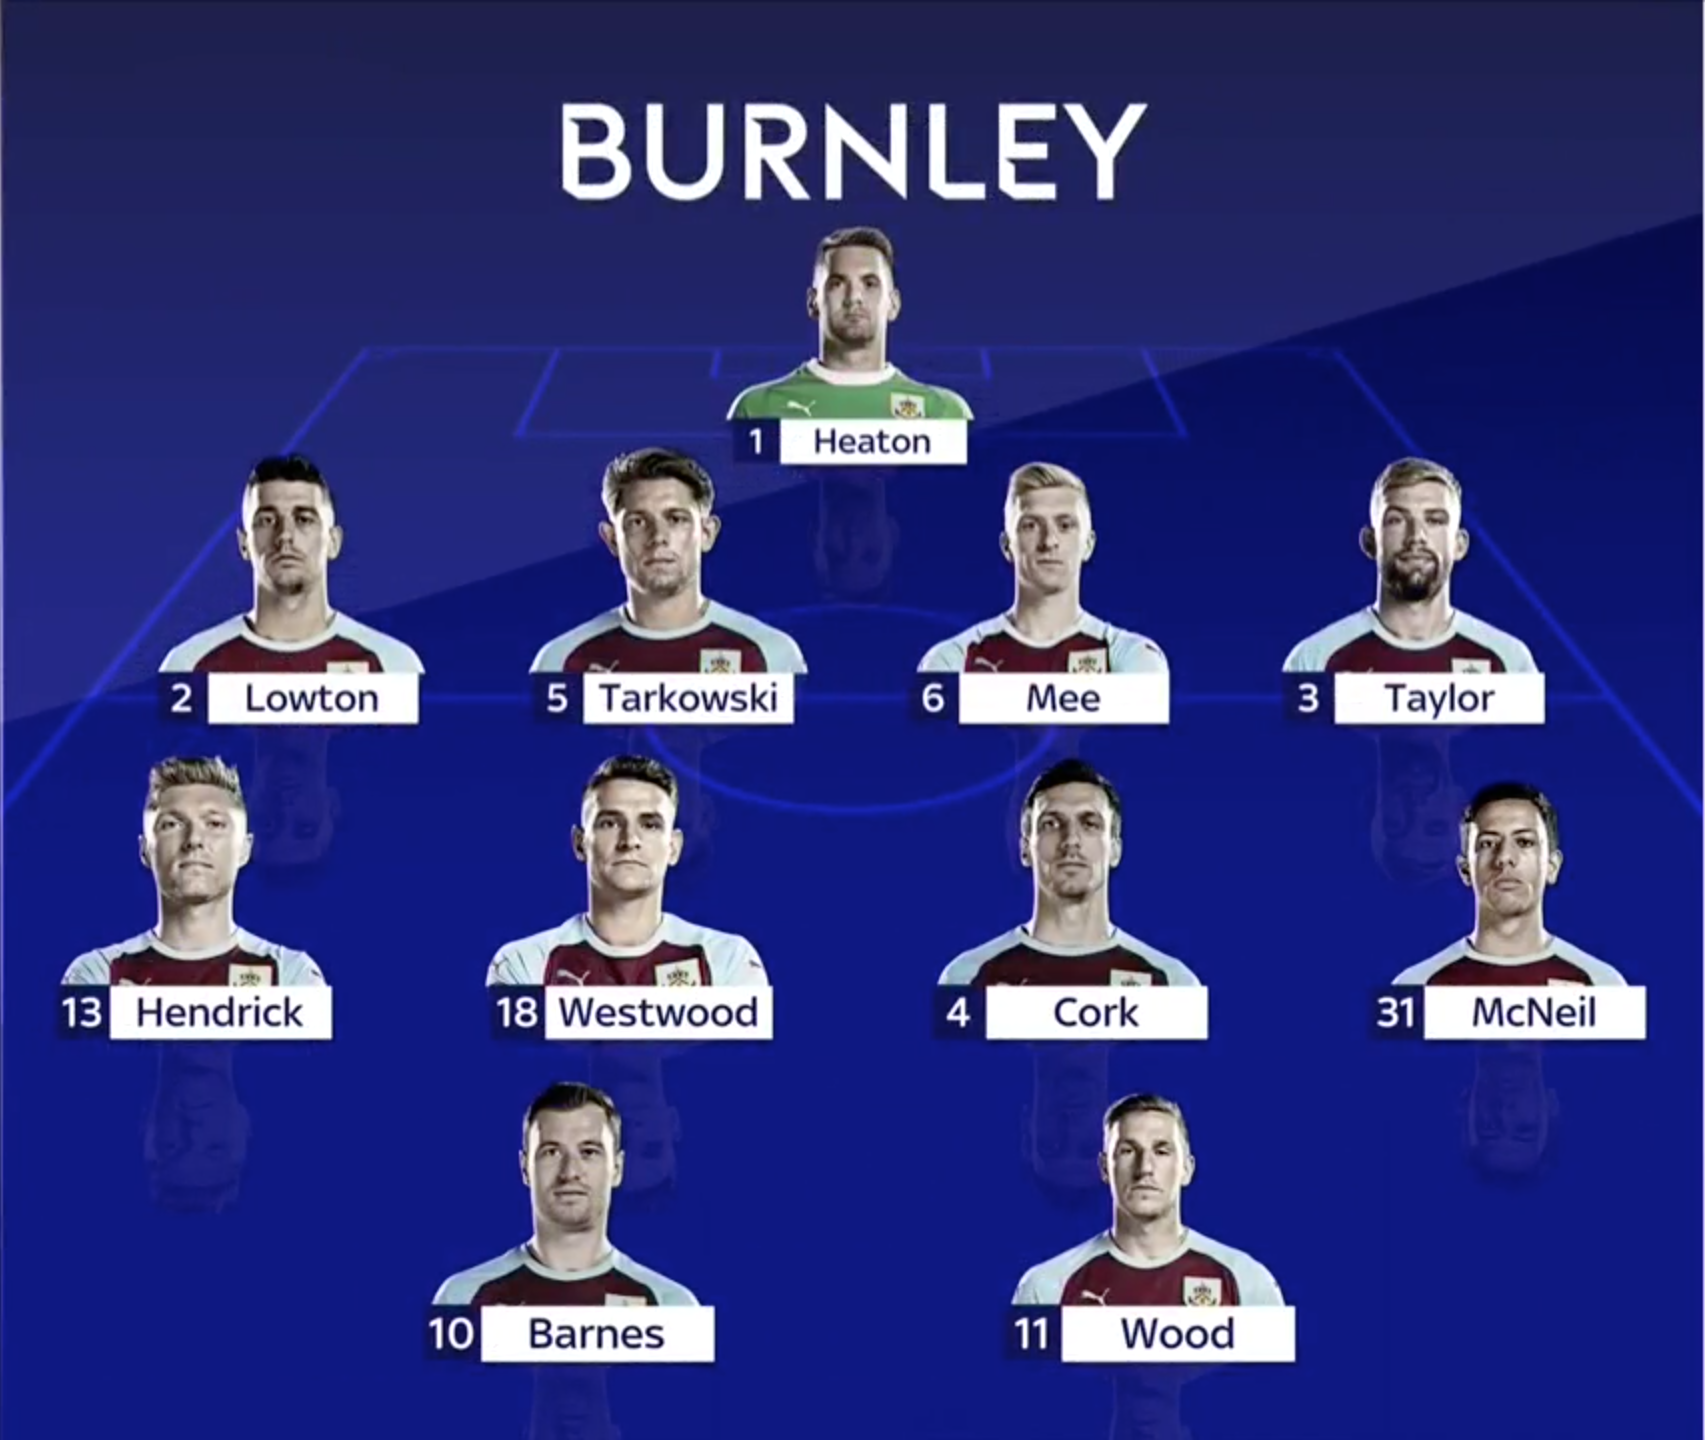 BURNLEY
1 Heaton
2 Lowton
5 Tarkowski
6 Mee
3 Taylor
13 Hendrick
18 Westwood
4 Cork
31 McNeil
10 Barnes
11 Wood